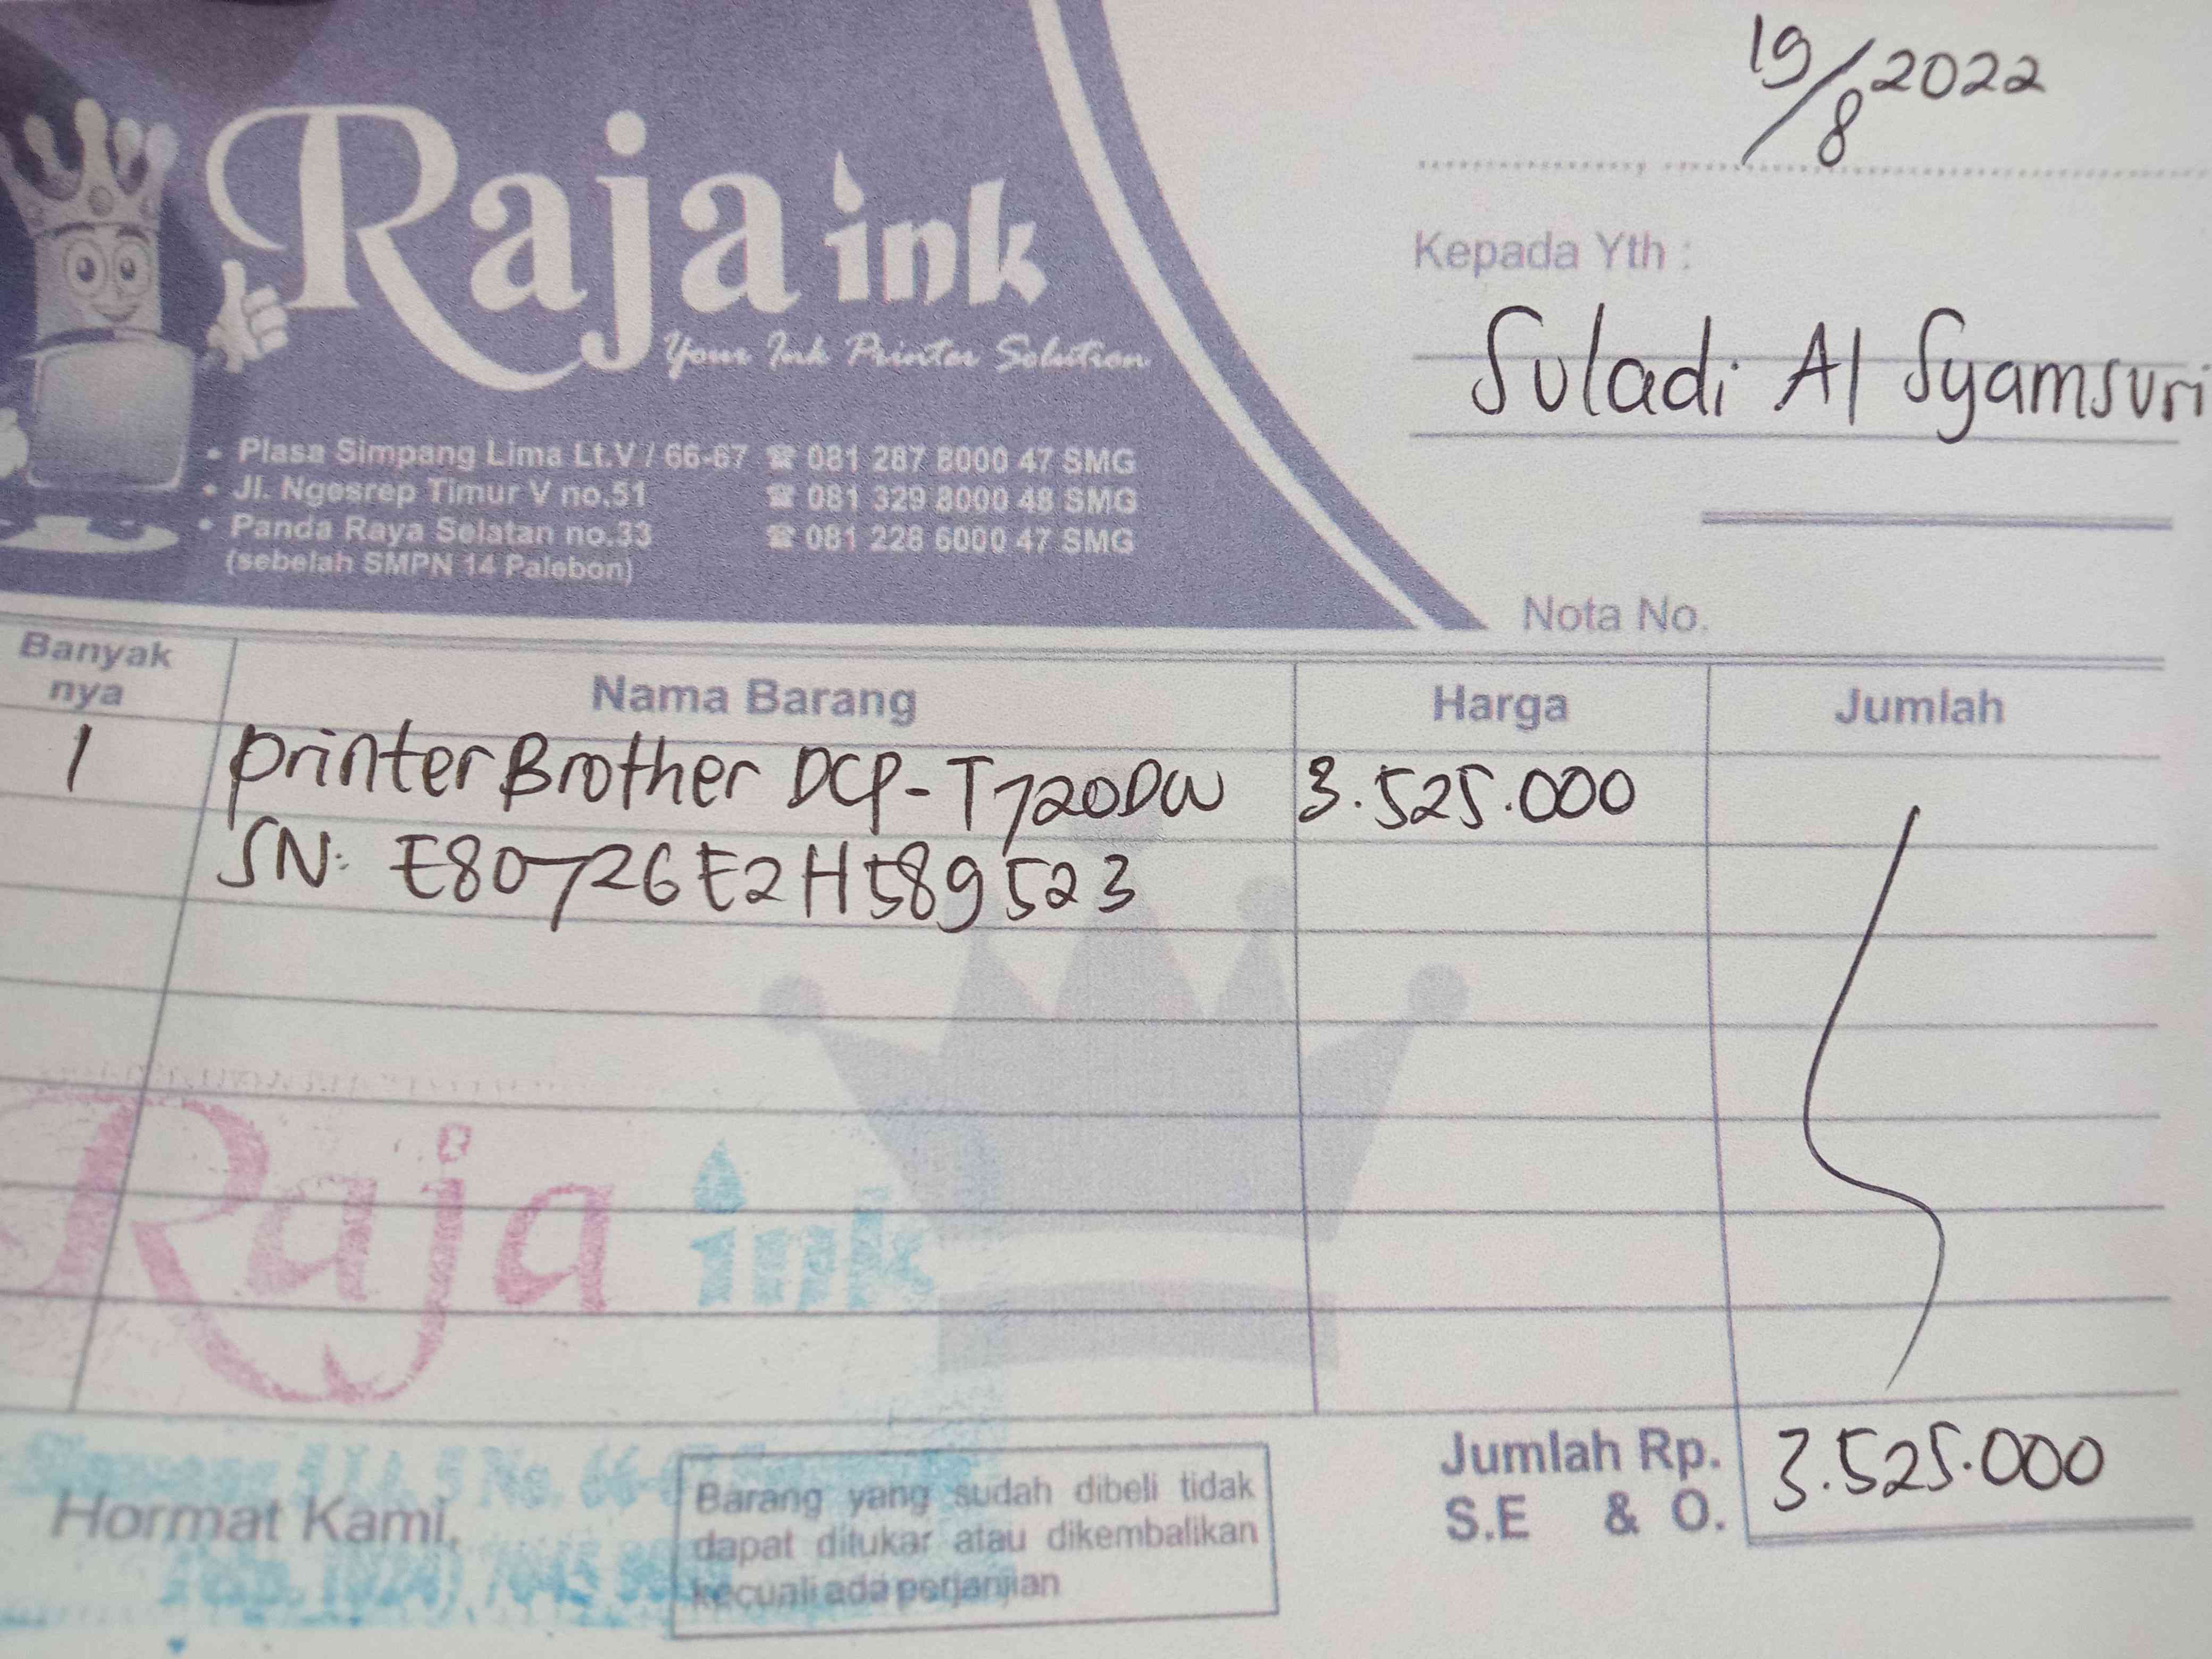 19/8 2022
Raja ink
Your Ink Printer Solution
Kepada Yth :
Suladi Al Syamsuri
• Plasa Simpang Lima Lt.V / 66-67 ☎ 081 287 8000 47 SMG
• Jl. Ngesrep Timur V no.51 ☎ 081 329 8000 48 SMG
• Panda Raya Selatan no.33 ☎ 081 228 6000 47 SMG
(sebelah SMPN 14 Palebon)
Nota No.
Banyak nya Nama Barang Harga Jumlah
1 printer Brother DCP-T720DW 3.525.000
SN: E80726E2H589523
Raja ink
Jumlah Rp. 3.525.000
S.E & O.
Hormat Kami,
Barang yang sudah dibeli tidak
dapat ditukar atau dikembalikan
kecuali ada perjanjian